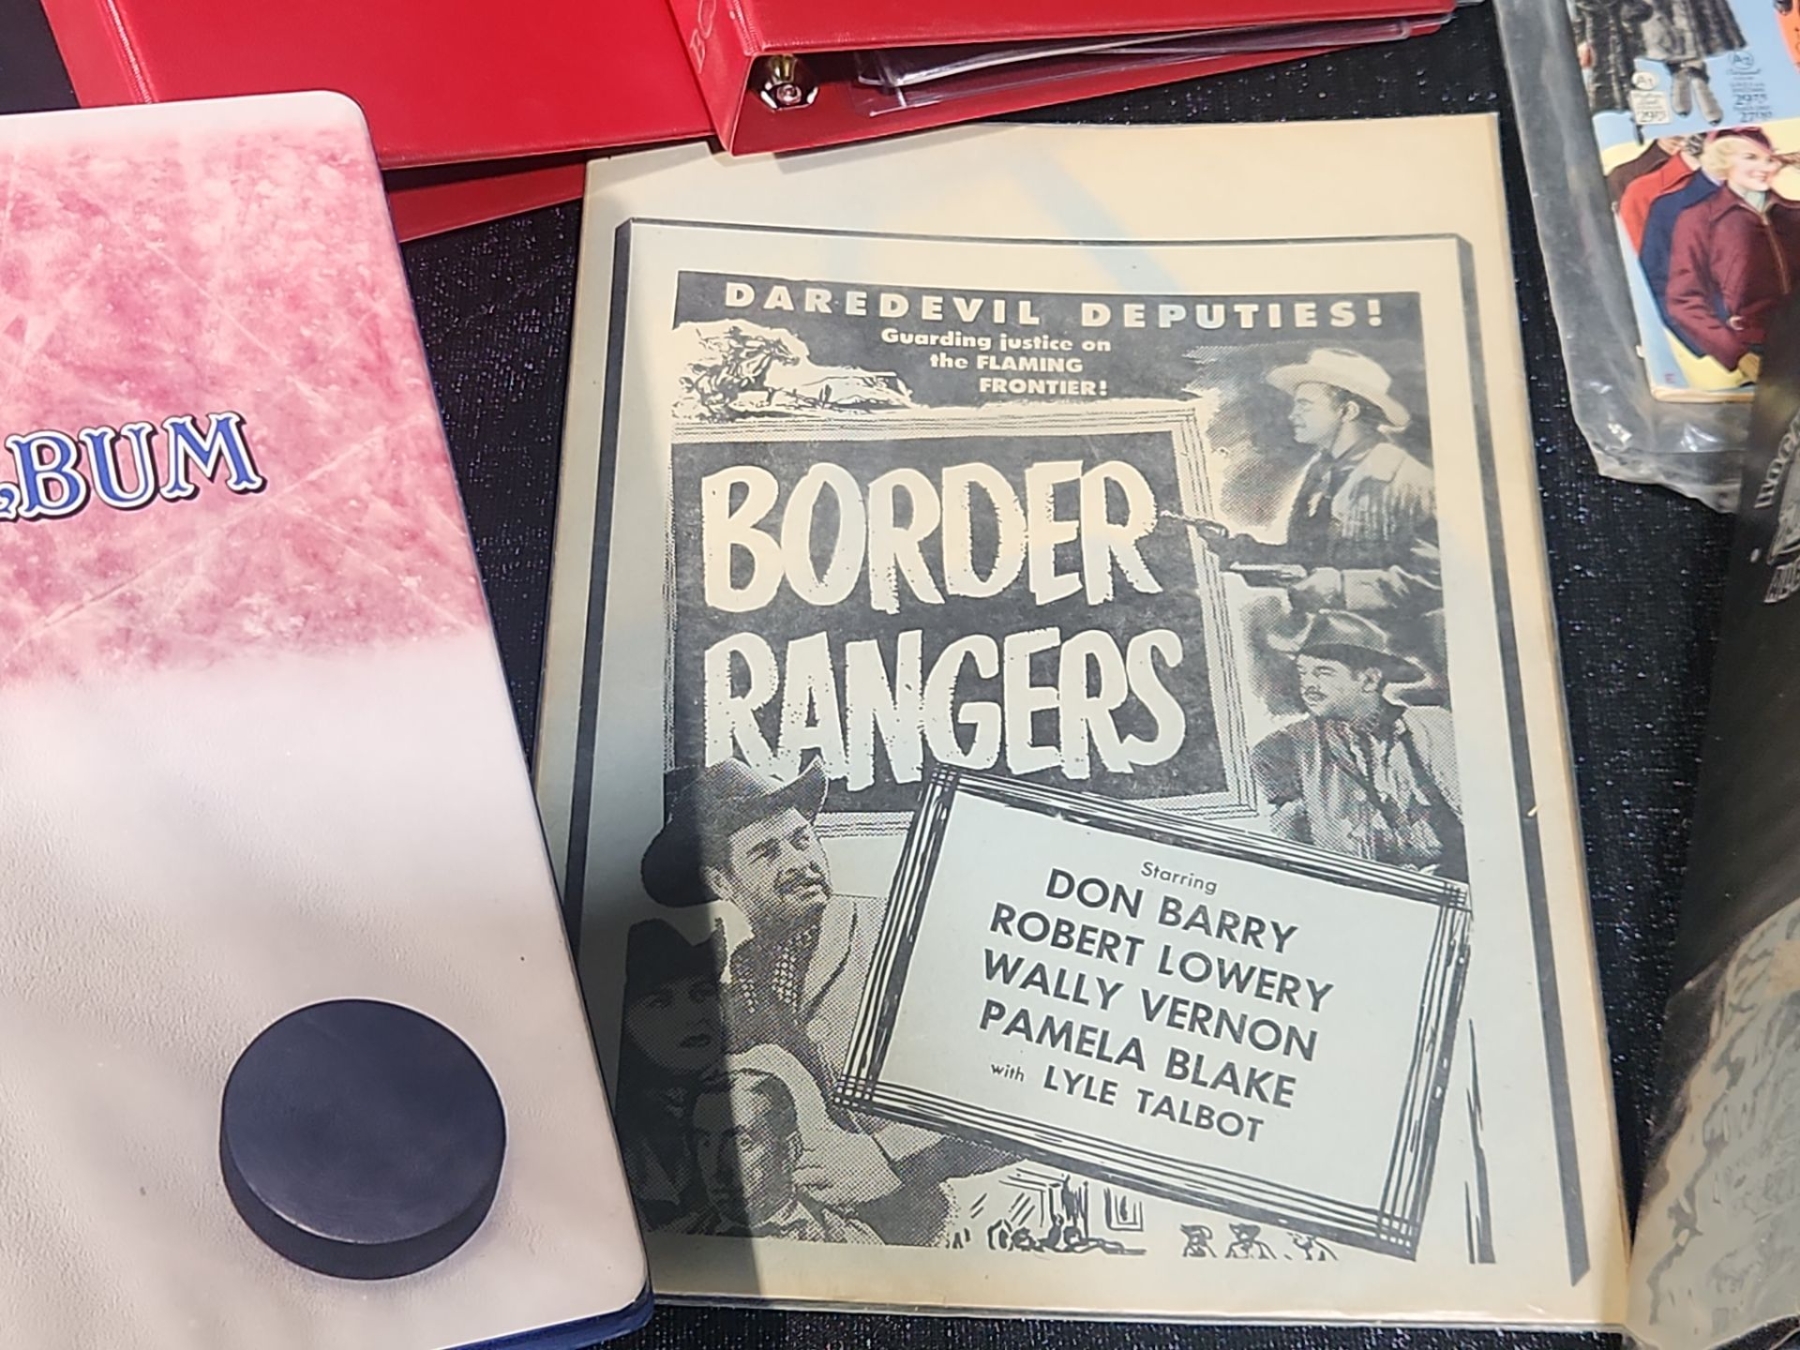 DAREDEVIL DEPUTIES!
Guarding justice on
the FLAMING
FRONTIER!
BORDER
RANGERS
Starring
DON BARRY
ROBERT LOWERY
WALLY VERNON
PAMELA BLAKE
with LYLE TALBOT
LBUM